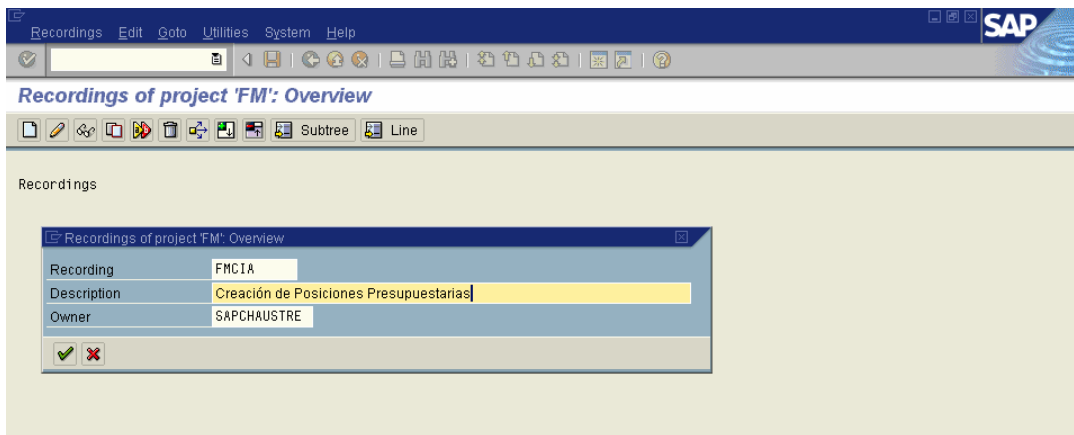 Recordings Edit Goto Utilities System Help
SAP
Recordings of project 'FM': Overview
Subtree Line
Recordings
Recordings of project 'FM': Overview
Recording FMCIA
Description Creación de Posiciones Presupuestarias
Owner SAPCHAUSTRE